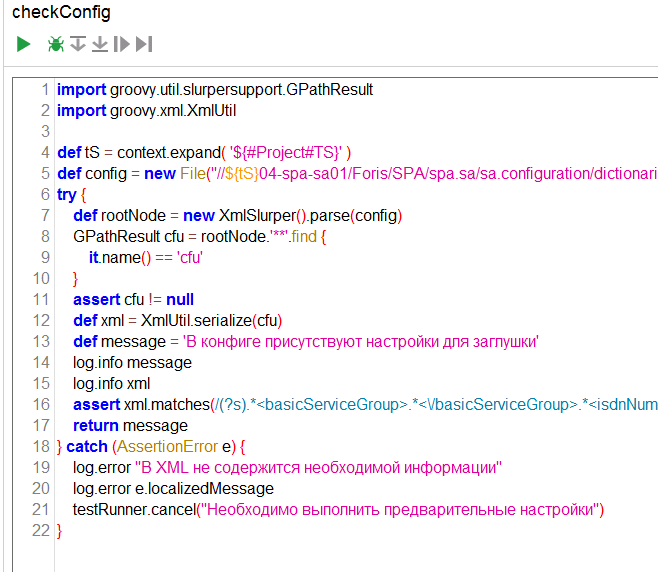 checkConfig
1 import groovy.util.slurpersupport.GPathResult
2 import groovy.xml.XmlUtil
3
4 def tS = context.expand( '${#Project#TS}' )
5 def config = new File("//${tS}04-spa-sa01/Foris/SPA/spa.sa/sa.configuration/dictionari
6 try {
7 def rootNode = new XmlSlurper().parse(config)
8 GPathResult cfu = rootNode.'**'.find {
9 it.name() == 'cfu'
10 }
11 assert cfu != null
12 def xml = XmlUtil.serialize(cfu)
13 def message = 'В конфиге присутствуют настройки для заглушки'
14 log.info message
15 log.info xml
16 assert xml.matches(/(?s).*<basicServiceGroup>.*<\/basicServiceGroup>.*<isdnNum
17 return message
18 } catch (AssertionError e) {
19 log.error "В XML не содержится необходимой информации"
20 log.error e.localizedMessage
21 testRunner.cancel("Необходимо выполнить предварительные настройки")
22 }